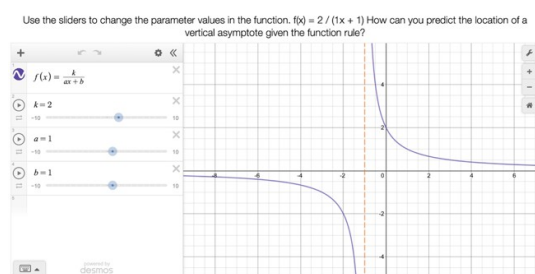 Use the sliders to change the parameter values in the function. f(x) = 2 / (1x + 1) How can you predict the location of a
vertical asymptote given the function rule?
f(x) = k / ax + b
k = 2
-10 10
a = 1
-10 10
b = 1
-10 10
powered by
desmos
4
2
-8 -6 -4 -2 0 2 4 6
-2
-4